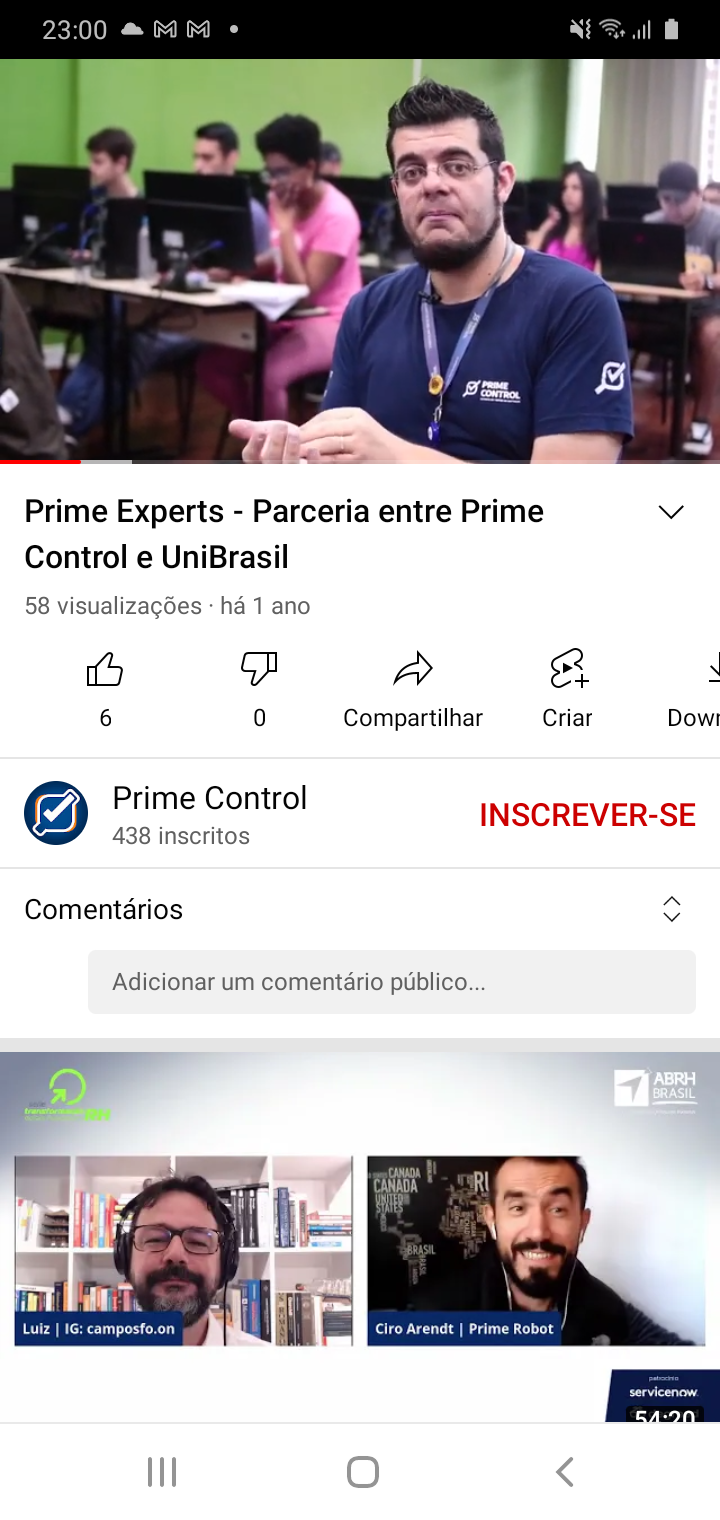 23:00
PRIME
CONTROL
Prime Experts - Parceria entre Prime
Control e UniBrasil
58 visualizações · há 1 ano
6
0
Compartilhar
Criar
Down
Prime Control
438 inscritos
INSCREVER-SE
Comentários
Adicionar um comentário público...
ABRH
BRASIL
CANADA
CANADA
UNITED
STATES
BRASIL
RU
Luiz | IG: camposfo.on
Ciro Arendt | Prime Robot
patrocínio
servicenow.
54:20